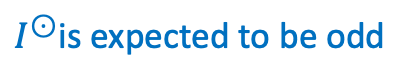 I⊙ is expected to be odd